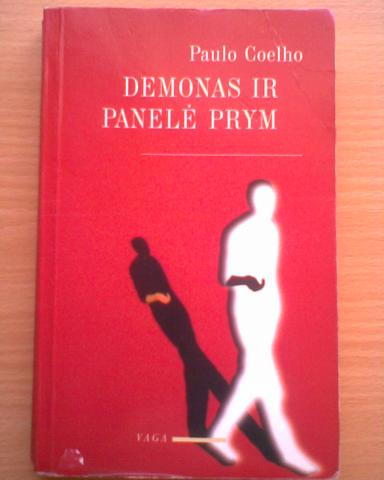 Paulo Coelho
DEMONAS IR
PANELĖ PRYM
VAGA